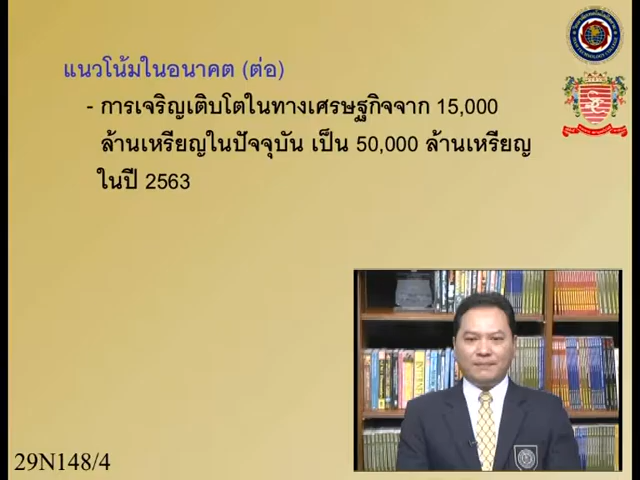 แนวโน้มในอนาคต (ต่อ)
- การเจริญเติบโตในทางเศรษฐกิจจาก 15,000
ล้านเหรียญในปัจจุบัน เป็น 50,000 ล้านเหรียญ
ในปี 2563
29N148/4